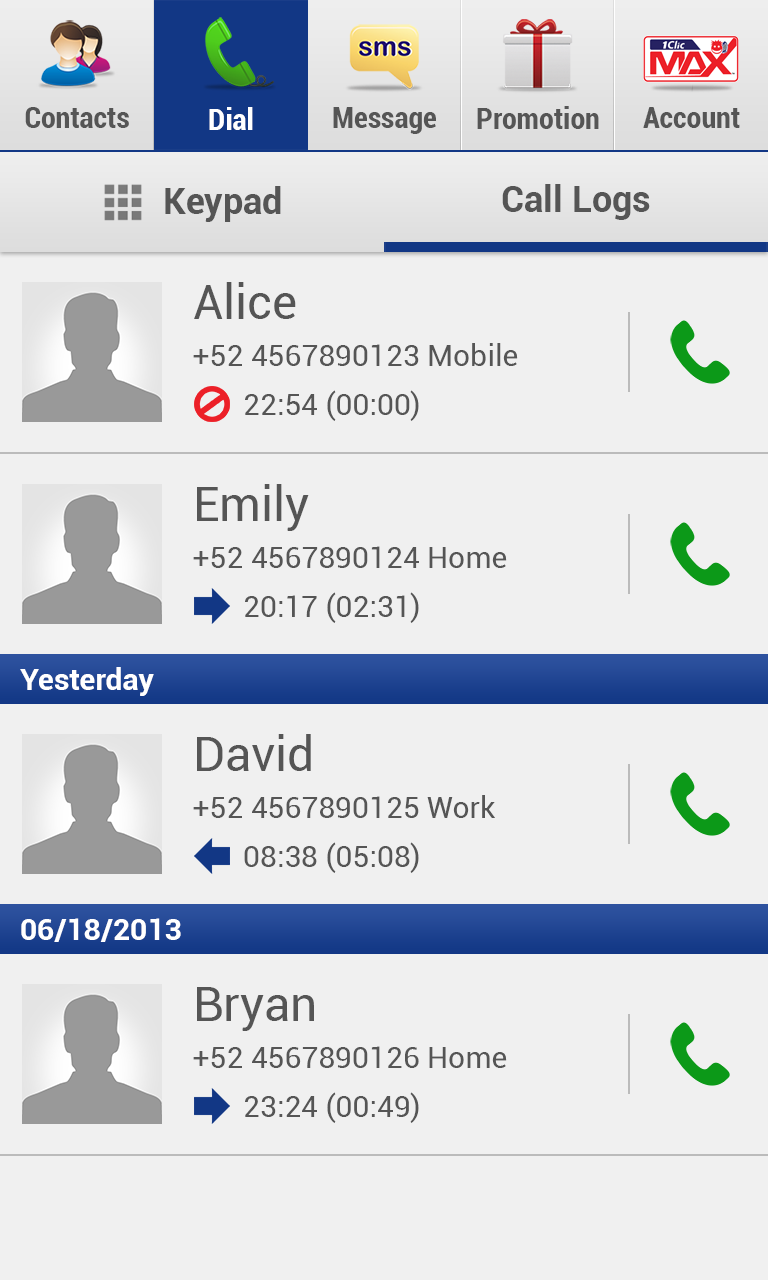 Contacts
Dial
sms
Message
Promotion
1Clic
MAX
Account
Keypad
Call Logs
Alice
+52 4567890123 Mobile
22:54 (00:00)
Emily
+52 4567890124 Home
20:17 (02:31)
Yesterday
David
+52 4567890125 Work
08:38 (05:08)
06/18/2013
Bryan
+52 4567890126 Home
23:24 (00:49)